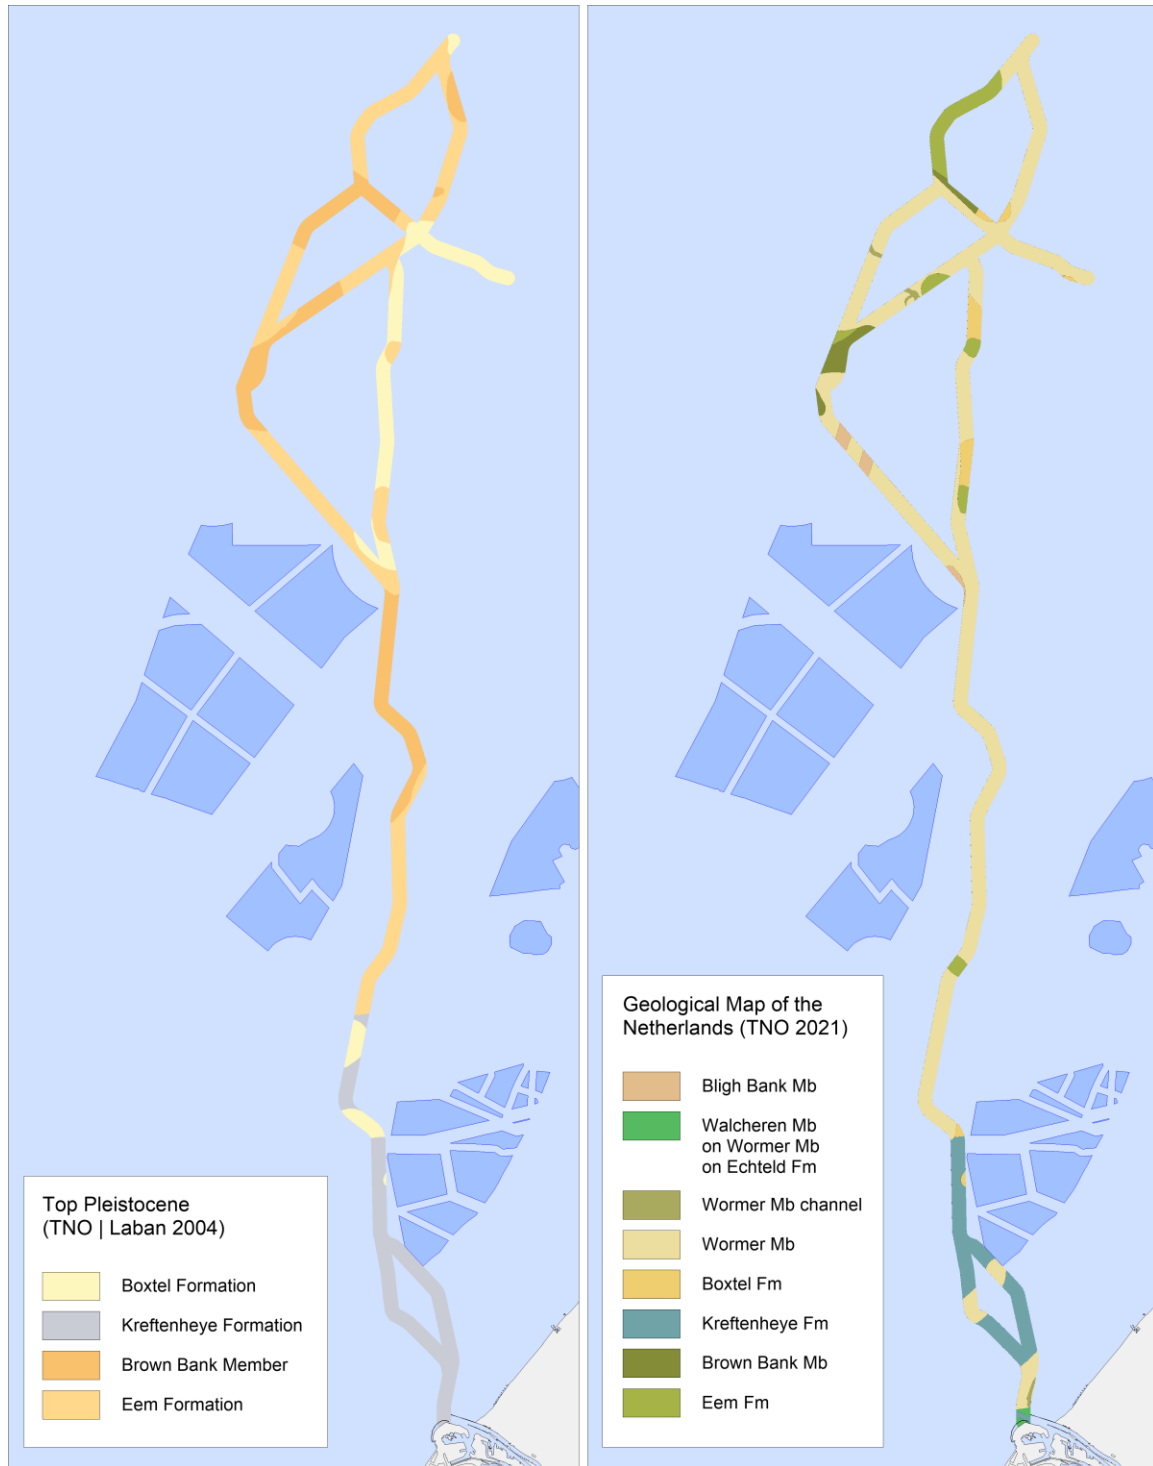 Top Pleistocene
(TNO | Laban 2004)
Boxtel Formation
Kreftenheye Formation
Brown Bank Member
Eem Formation
Geological Map of the
Netherlands (TNO 2021)
Bligh Bank Mb
Walcheren Mb
on Wormer Mb
on Echteld Fm
Wormer Mb channel
Wormer Mb
Boxtel Fm
Kreftenheye Fm
Brown Bank Mb
Eem Fm